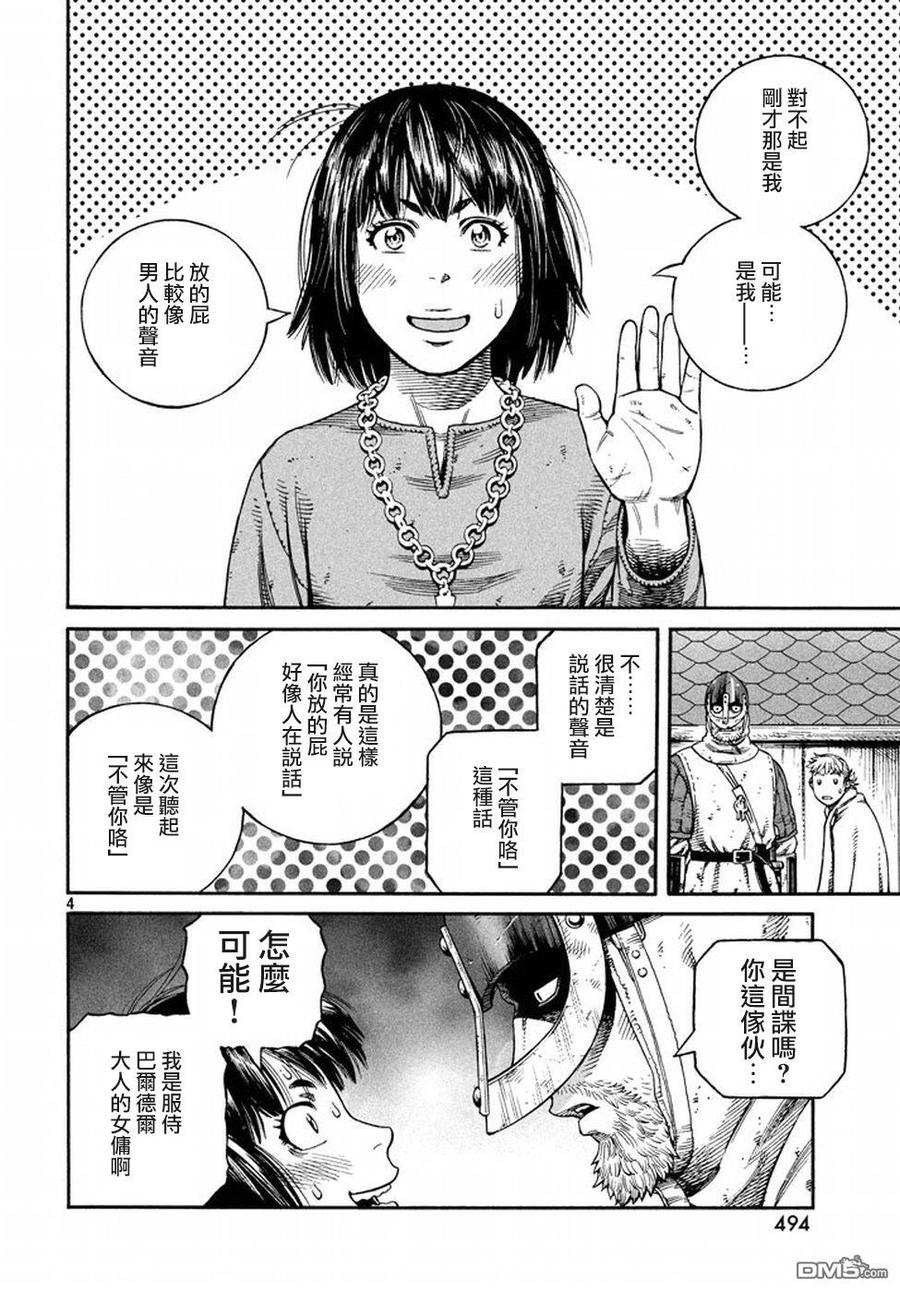 對不起
剛才那是我
可能…
是我——…
放的屁
比較像
男人的聲音
不……
很清楚是
説話的聲音
「不管你咯」
這種話
真的是這樣
經常有人説
「你放的屁
好像人在説話」
這次聽起
來像是
「不管你咯」
4
是間諜嗎?
你這傢伙…
怎麼
可能!
我是服侍
巴爾德爾
大人的女傭啊
494
DM5.com